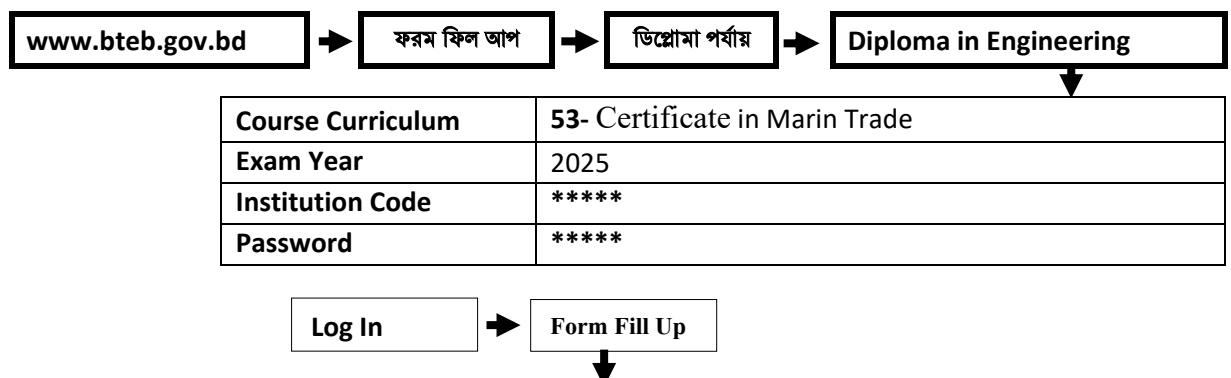 www.bteb.gov.bd ফরম ফিল আপ ডিপ্লোমা পর্যায় Diploma in Engineering
Course Curriculum 53- Certificate in Marin Trade
Exam Year 2025
Institution Code *****
Password *****
Log In Form Fill Up